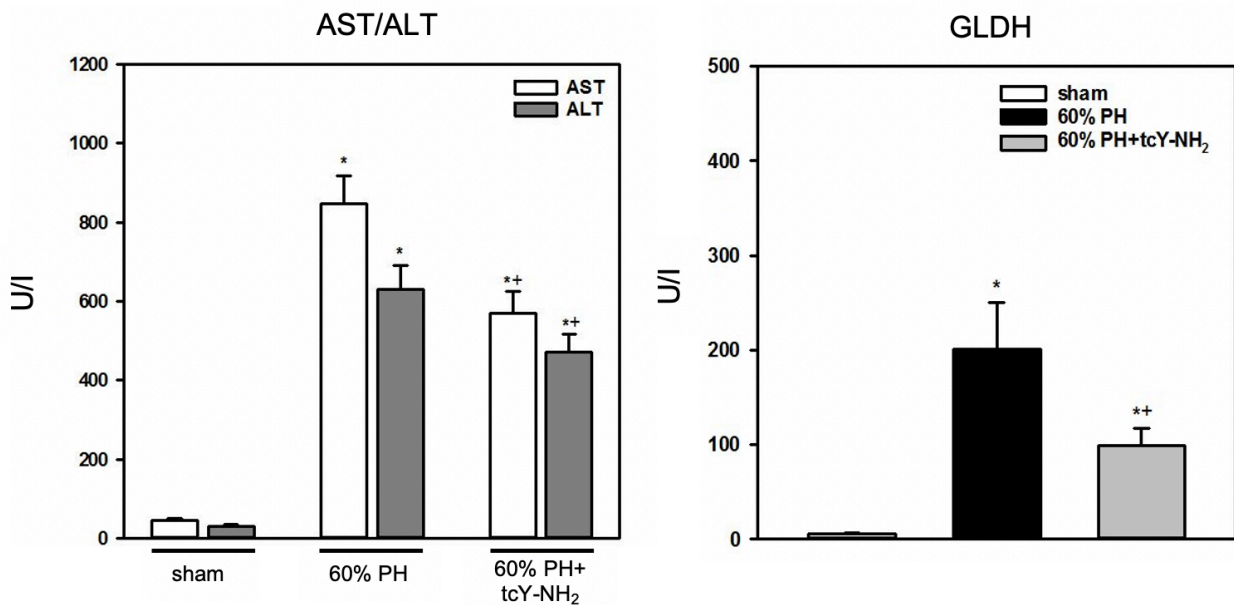 AST/ALT
1200
1000
800
600
400
200
0
U/I
AST
ALT
*
*
*+
*+
sham
60% PH
60% PH+
tcY-NH₂
GLDH
500
400
300
200
100
0
U/I
sham
60% PH
60% PH+tcY-NH₂
*
*+